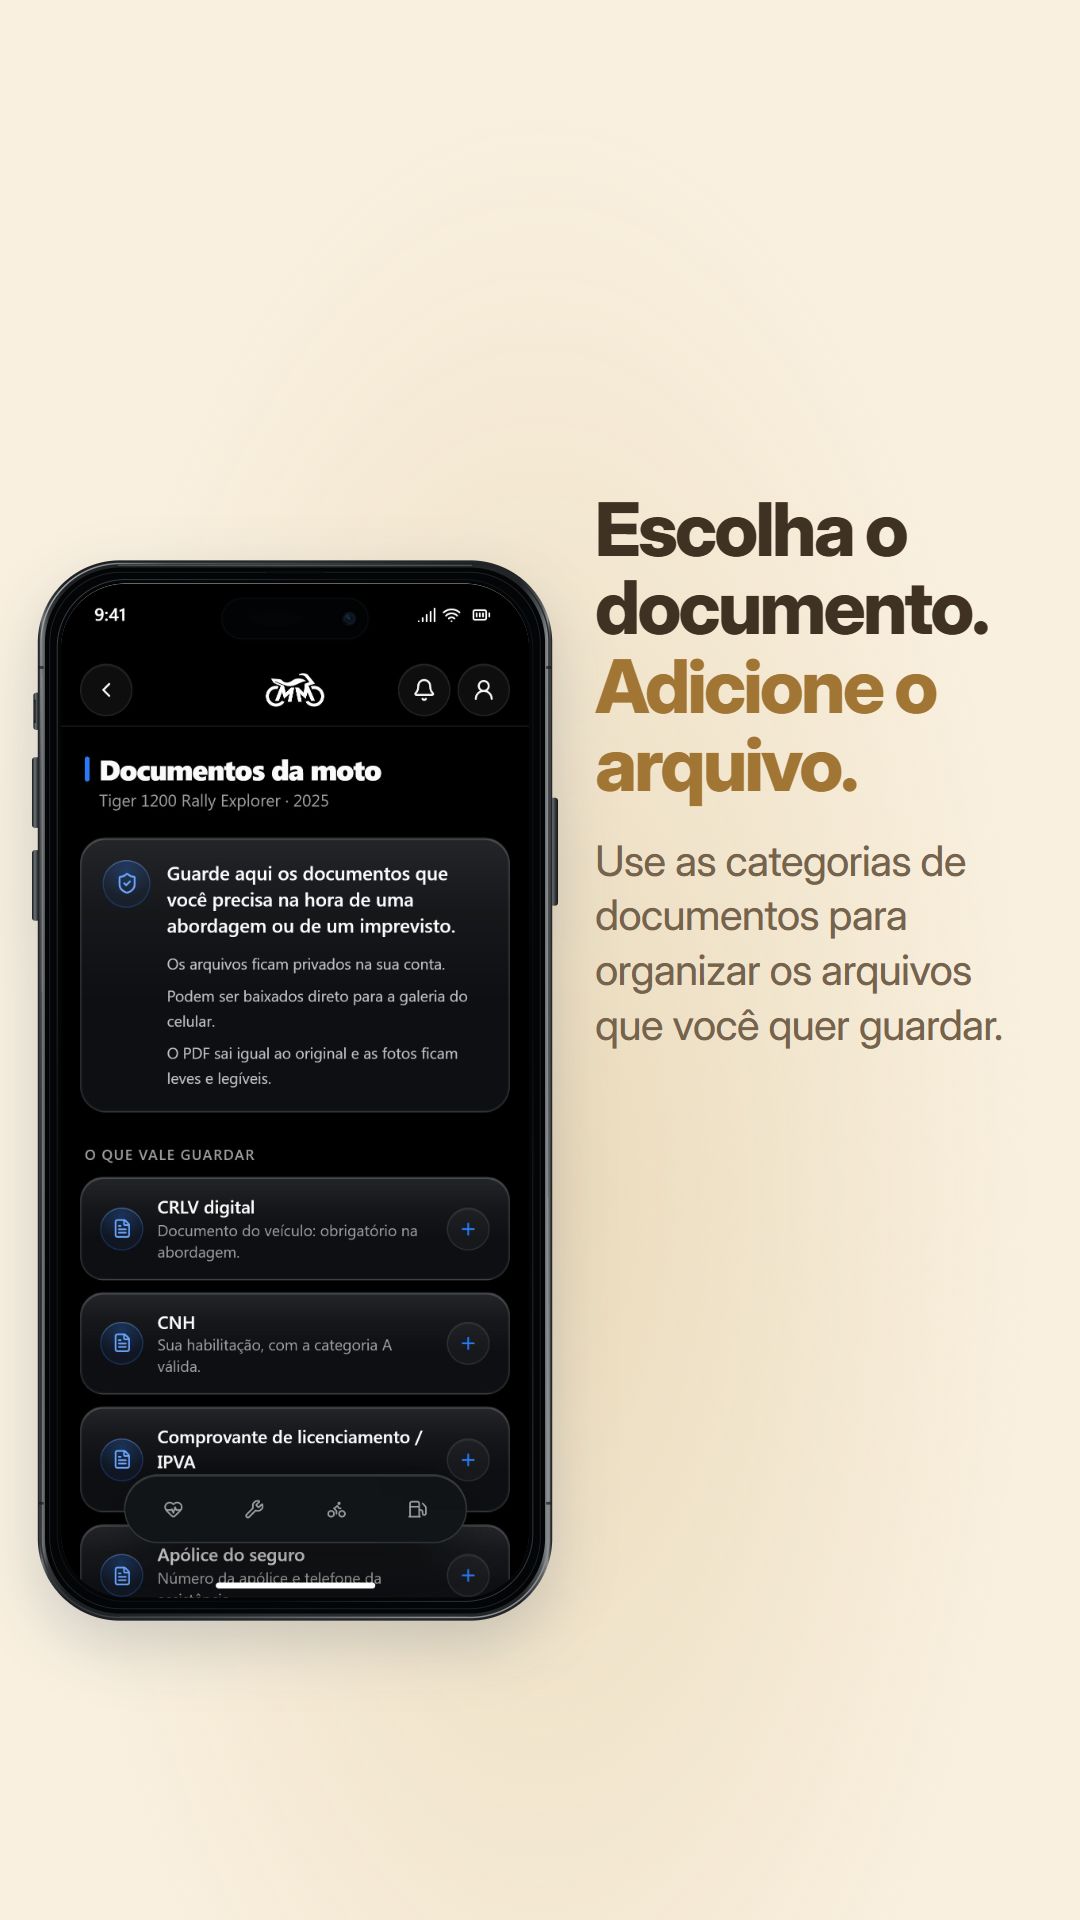 Escolha o
documento.
Adicione o
arquivo.
Use as categorias de
documentos para
organizar os arquivos
que você quer guardar.
9:41
MM
Documentos da moto
Tiger 1200 Rally Explorer · 2025
Guarde aqui os documentos que
você precisa na hora de uma
abordagem ou de um imprevisto.
Os arquivos ficam privados na sua conta.
Podem ser baixados direto para a galeria do
celular.
O PDF sai igual ao original e as fotos ficam
leves e legíveis.
O QUE VALE GUARDAR
CRLV digital
Documento do veículo: obrigatório na
abordagem.
CNH
Sua habilitação, com a categoria A
válida.
Comprovante de licenciamento /
IPVA
Apólice do seguro
Número da apólice e telefone da